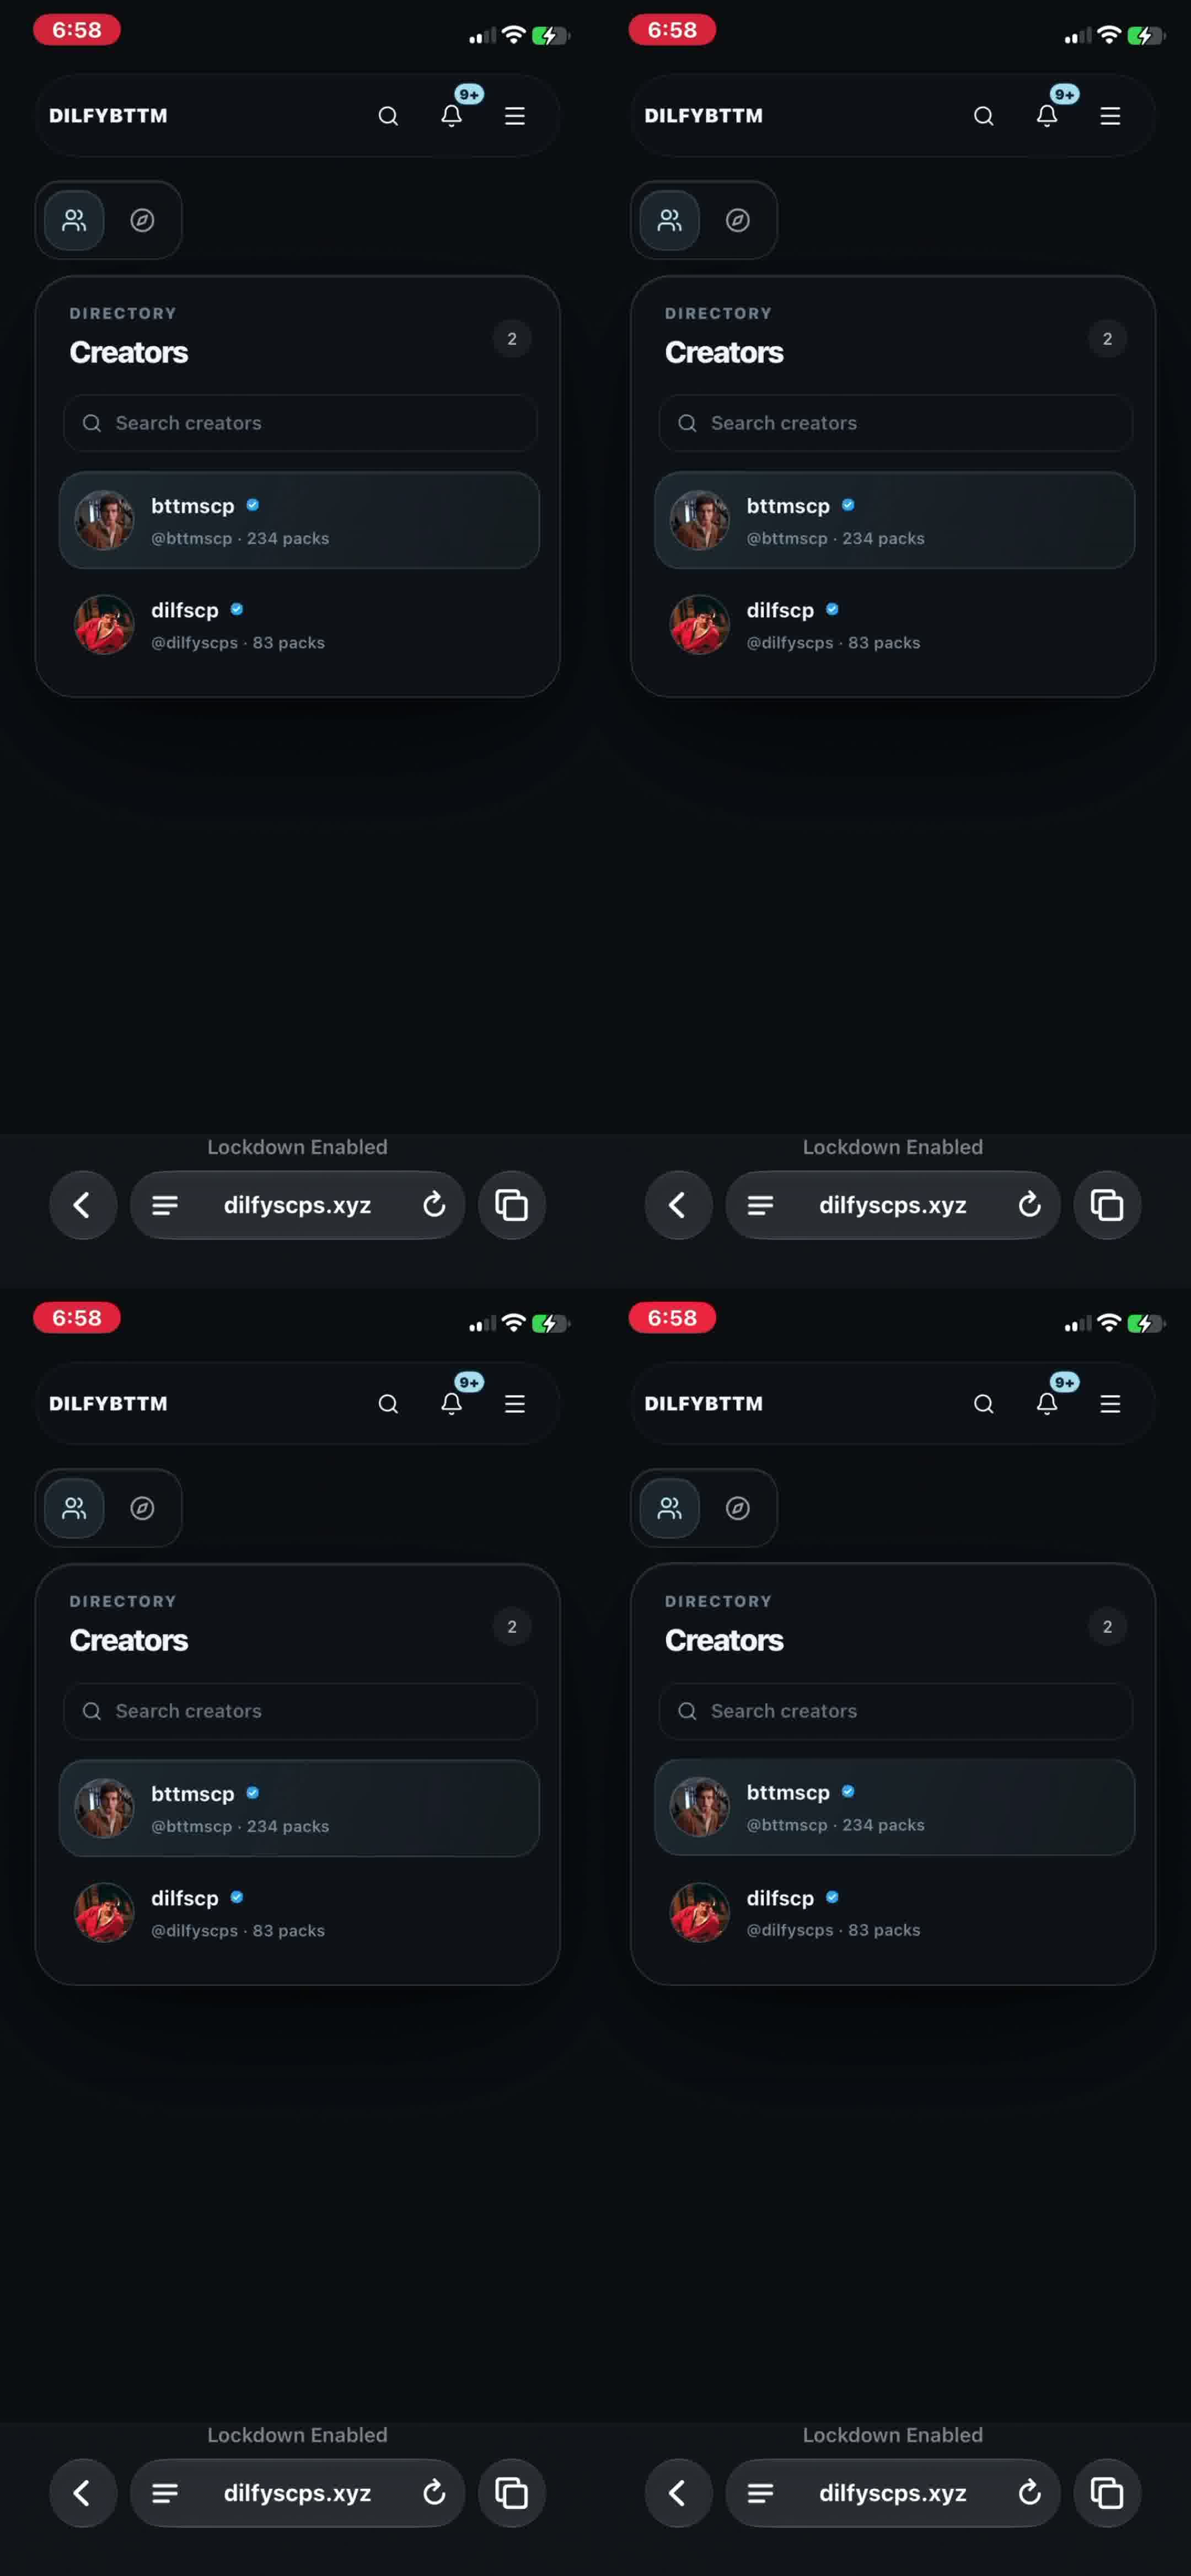 6:58
DILFYBTTM
9+
DIRECTORY
Creators
2
Search creators
bttmscp
@bttmscp · 234 packs
dilfscp
@dilfyscps · 83 packs
Lockdown Enabled
dilfyscps.xyz
6:58
DILFYBTTM
9+
DIRECTORY
Creators
2
Search creators
bttmscp
@bttmscp · 234 packs
dilfscp
@dilfyscps · 83 packs
Lockdown Enabled
dilfyscps.xyz
6:58
DILFYBTTM
9+
DIRECTORY
Creators
2
Search creators
bttmscp
@bttmscp · 234 packs
dilfscp
@dilfyscps · 83 packs
Lockdown Enabled
dilfyscps.xyz
6:58
DILFYBTTM
9+
DIRECTORY
Creators
2
Search creators
bttmscp
@bttmscp · 234 packs
dilfscp
@dilfyscps · 83 packs
Lockdown Enabled
dilfyscps.xyz